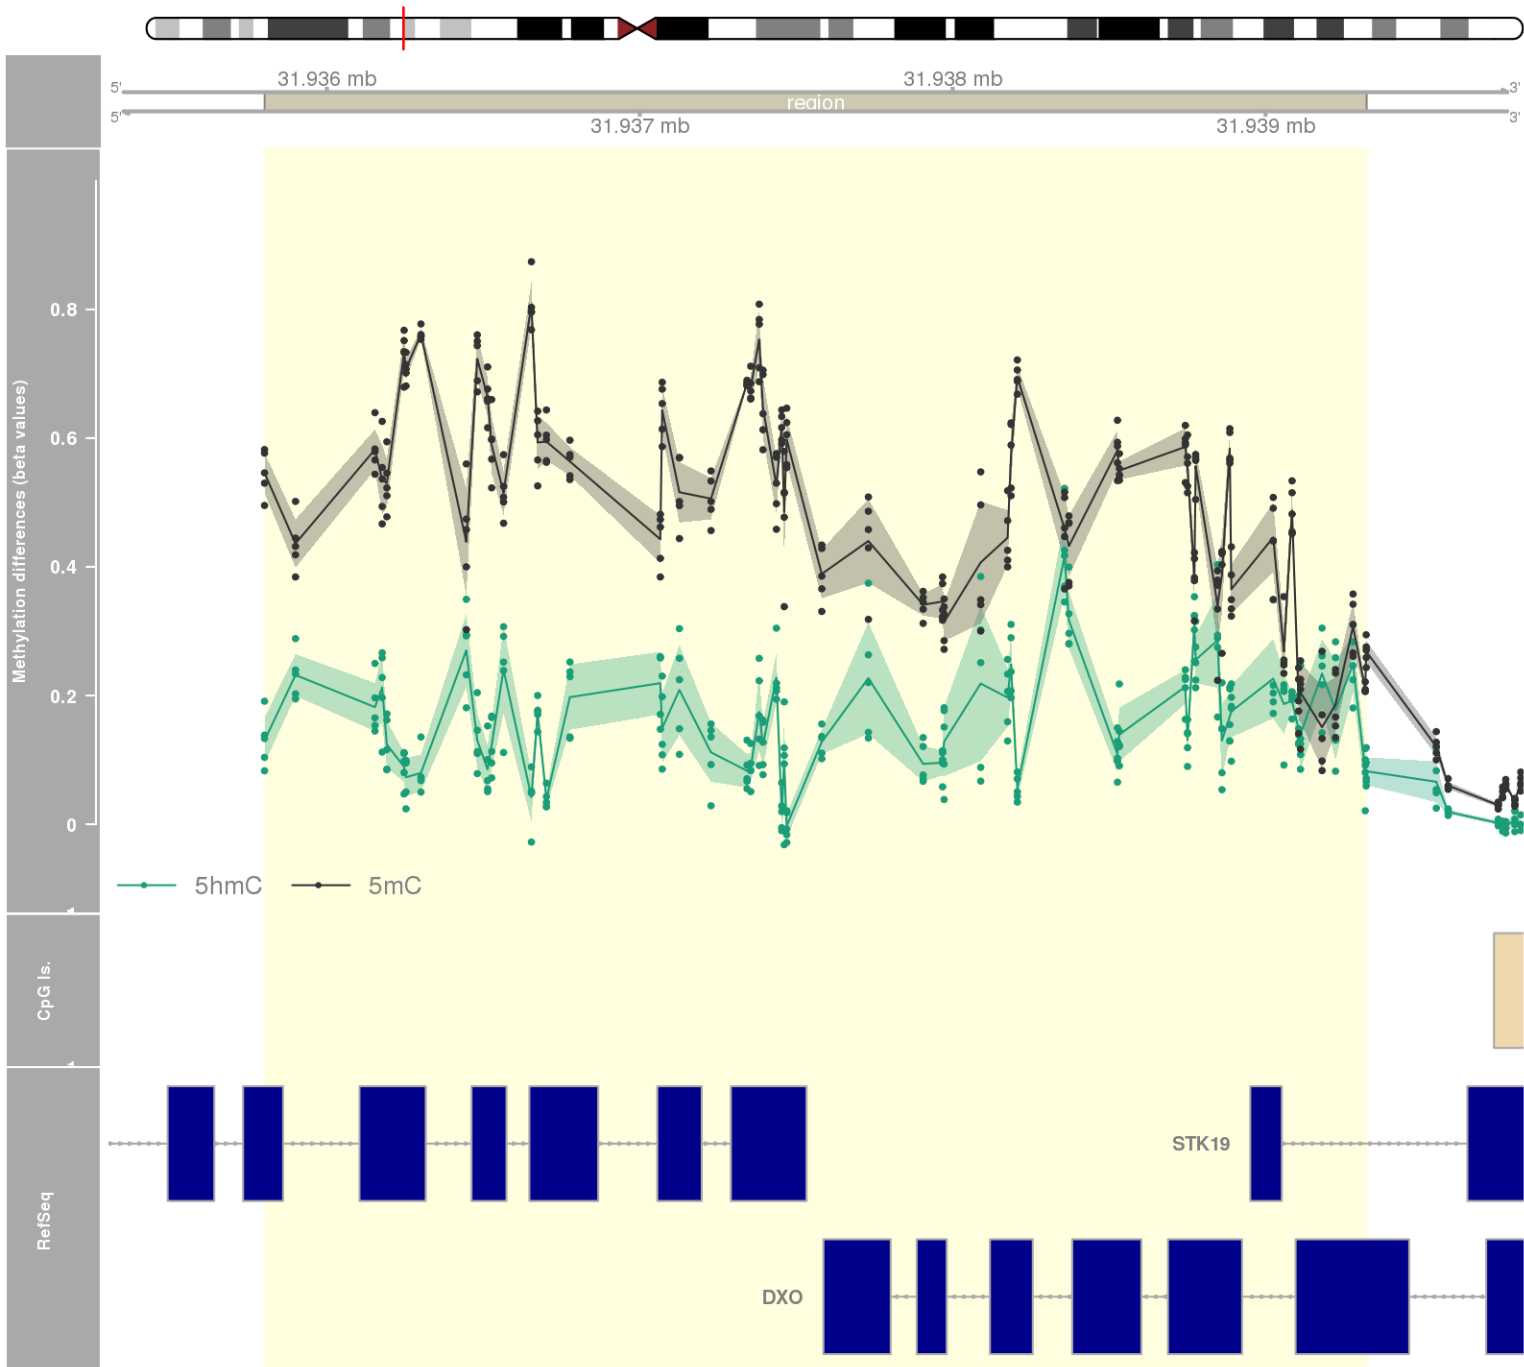 31.936 mb
31.938 mb
5'
3'
region
5'
3'
31.937 mb
31.939 mb
Methylation differences (beta values)
0.8
0.6
0.4
0.2
0
5hmC
5mC
CpG Is.
RefSeq
STK19
DXO